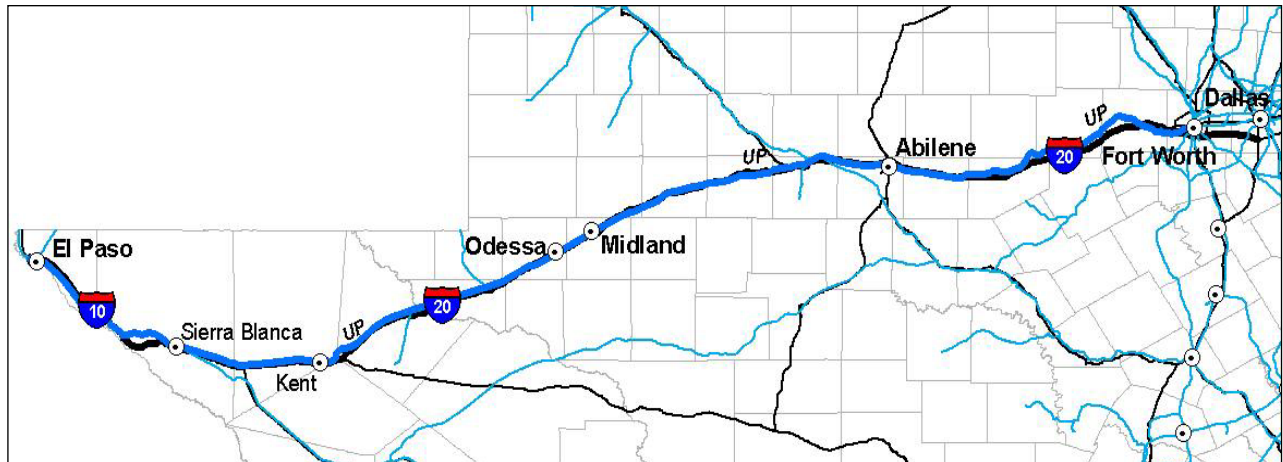 Dallas
UP
Abilene
20
Fort Worth
UP
El Paso
Odessa
Midland
10
20
Sierra Blanca
UP
Kent